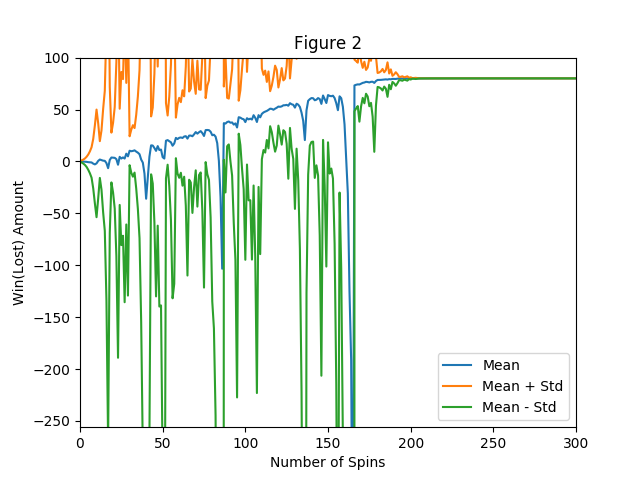 Figure 2
Win(Lost) Amount
100
50
0
−50
−100
−150
−200
−250
0 50 100 150 200 250 300
Number of Spins
Mean
Mean + Std
Mean - Std